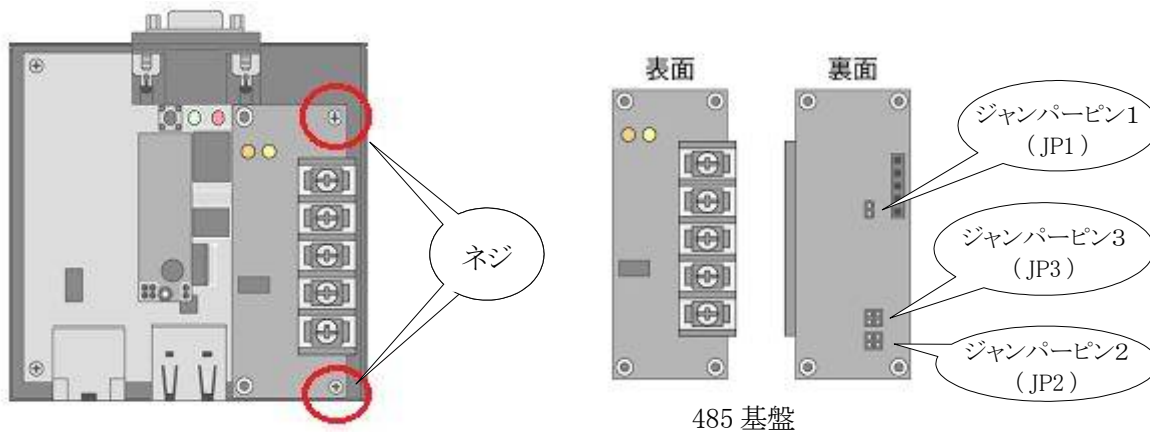 ネジ
表面
裏面
ジャンパーピン1
(JP1)
ジャンパーピン3
(JP3)
ジャンパーピン2
(JP2)
485 基盤